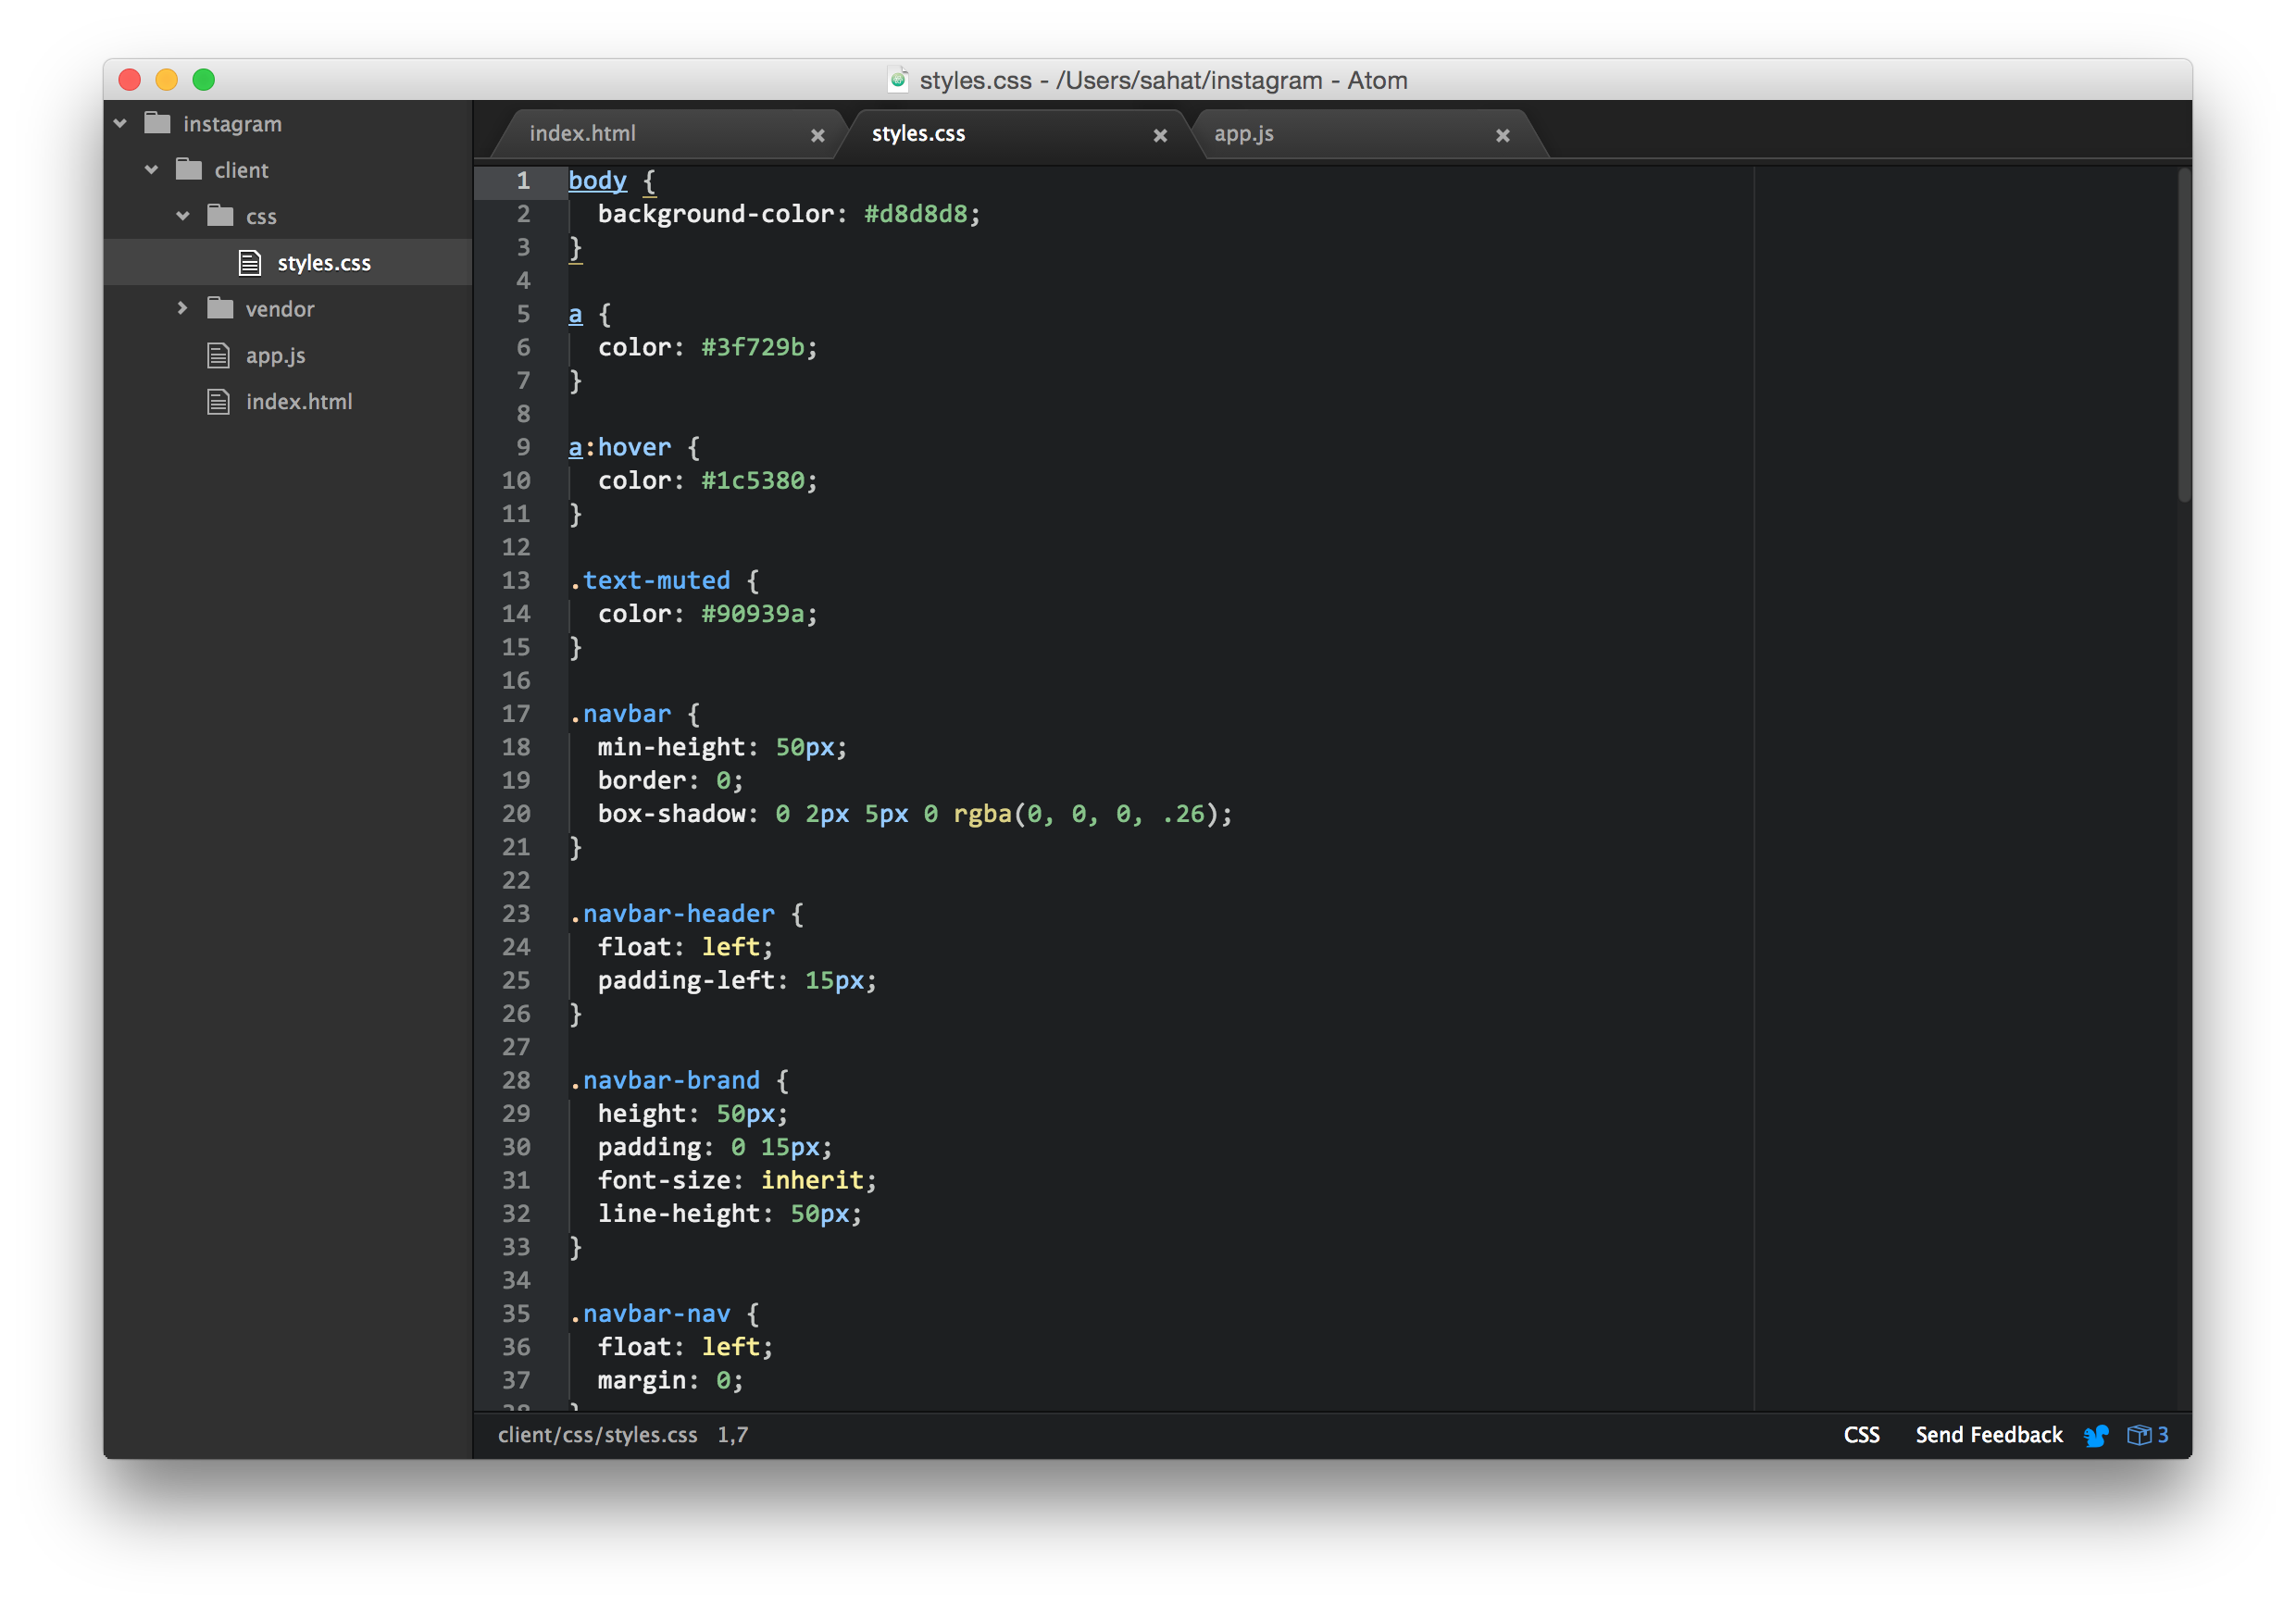 styles.css - /Users/sahat/instagram - Atom
instagram
client
css
styles.css
vendor
app.js
index.html
index.html
styles.css
app.js
1 body {
2   background-color: #d8d8d8;
3 }
4
5 a {
6   color: #3f729b;
7 }
8
9 a:hover {
10   color: #1c5380;
11 }
12
13 .text-muted {
14   color: #90939a;
15 }
16
17 .navbar {
18   min-height: 50px;
19   border: 0;
20   box-shadow: 0 2px 5px 0 rgba(0, 0, 0, .26);
21 }
22
23 .navbar-header {
24   float: left;
25   padding-left: 15px;
26 }
27
28 .navbar-brand {
29   height: 50px;
30   padding: 0 15px;
31   font-size: inherit;
32   line-height: 50px;
33 }
34
35 .navbar-nav {
36   float: left;
37   margin: 0;
38 }
client/css/styles.css 1,7
CSS Send Feedback 3